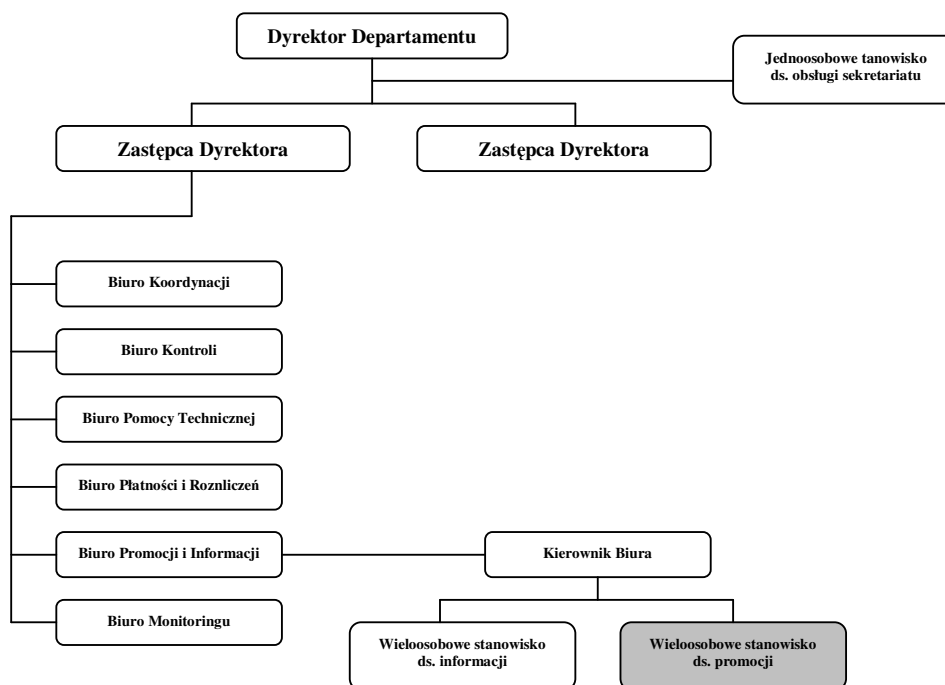 Dyrektor Departamentu
Jednoosobowe tanowisko
ds. obsługi sekretariatu
Zastępca Dyrektora
Zastępca Dyrektora
Biuro Koordynacji
Biuro Kontroli
Biuro Pomocy Technicznej
Biuro Płatności i Roznliczeń
Biuro Promocji i Informacji
Kierownik Biura
Biuro Monitoringu
Wieloosobowe stanowisko
ds. informacji
Wieloosobowe stanowisko
ds. promocji